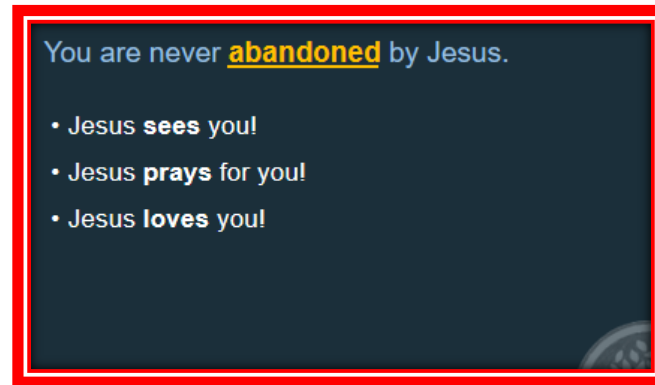 You are never abandoned by Jesus.
• Jesus sees you!
• Jesus prays for you!
• Jesus loves you!